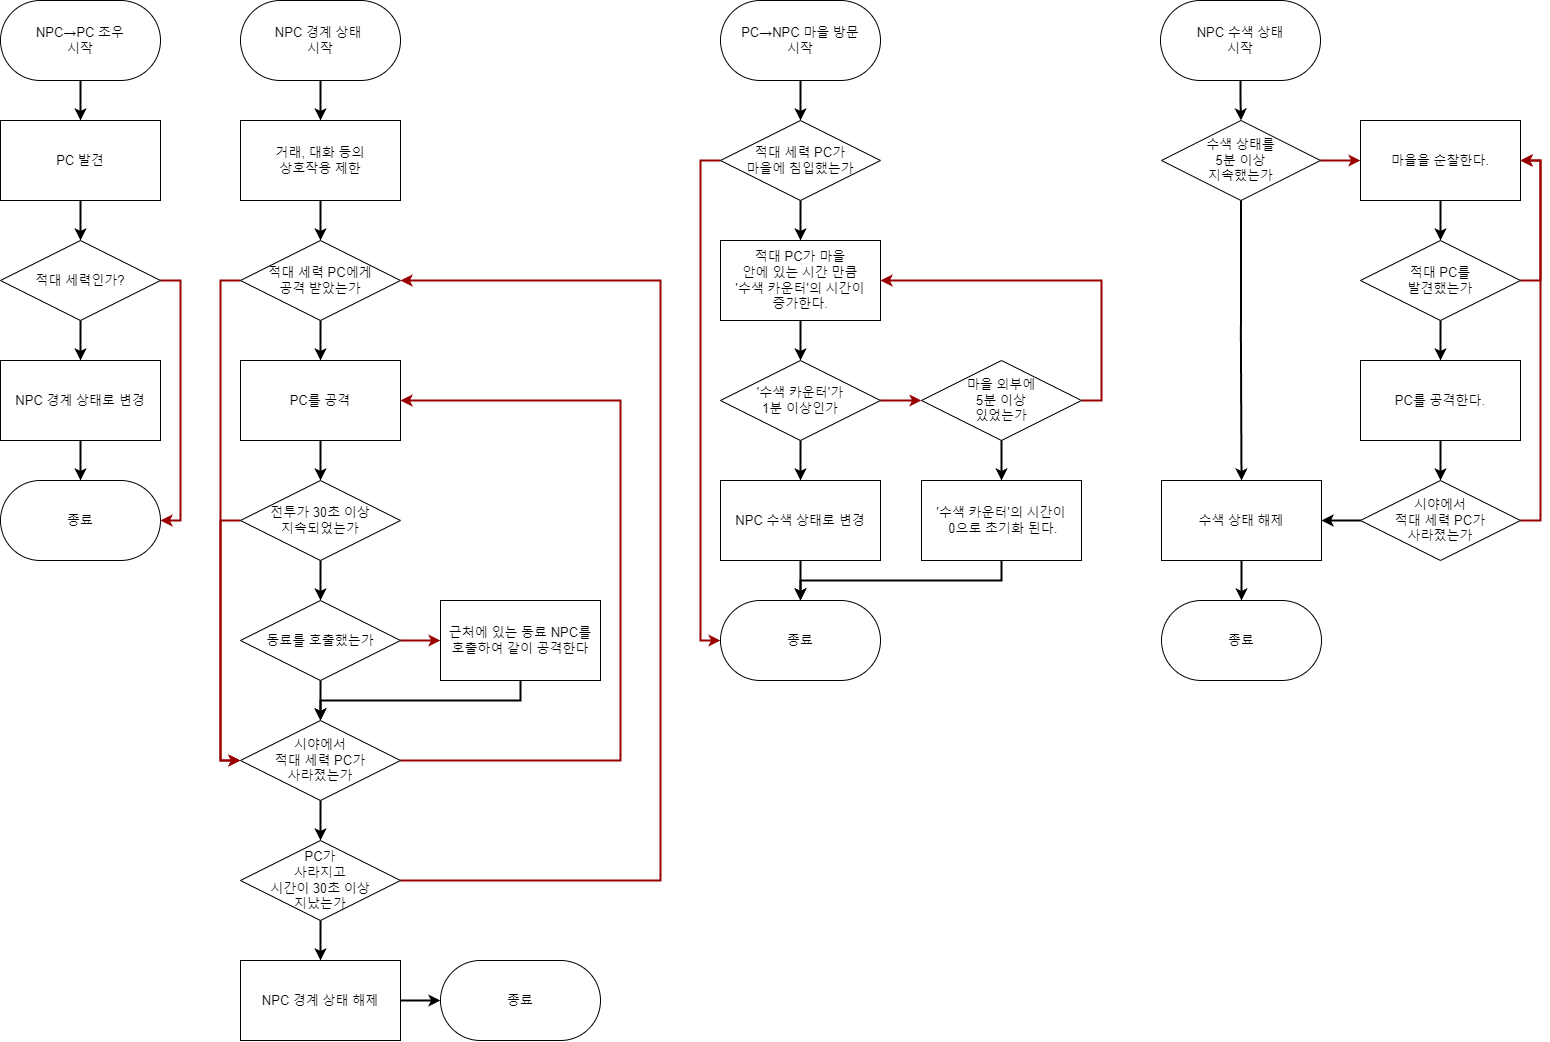 NPC→PC 조우
시작
PC 발견
적대 세력인가?
NPC 경계 상태로 변경
종료
NPC 경계 상태
시작
거래, 대화 등의
상호작용 제한
적대 세력 PC에게
공격 받았는가
PC를 공격
전투가 30초 이상
지속되었는가
동료를 호출했는가
근처에 있는 동료 NPC를
호출하여 같이 공격한다
시야에서
적대 세력 PC가
사라졌는가
PC가
사라지고
시간이 30초 이상
지났는가
NPC 경계 상태 해제
종료
PC→NPC 마을 방문
시작
적대 세력 PC가
마을에 침입했는가
적대 PC가 마을
안에 있는 시간 만큼
'수색 카운터'의 시간이
증가한다.
'수색 카운터'가
1분 이상인가
마을 외부에
5분 이상
있었는가
NPC 수색 상태로 변경
'수색 카운터'의 시간이
0으로 초기화 된다.
종료
NPC 수색 상태
시작
수색 상태를
5분 이상
지속했는가
마을을 순찰한다.
적대 PC를
발견했는가
PC를 공격한다.
시야에서
적대 세력 PC가
사라졌는가
수색 상태 해제
종료